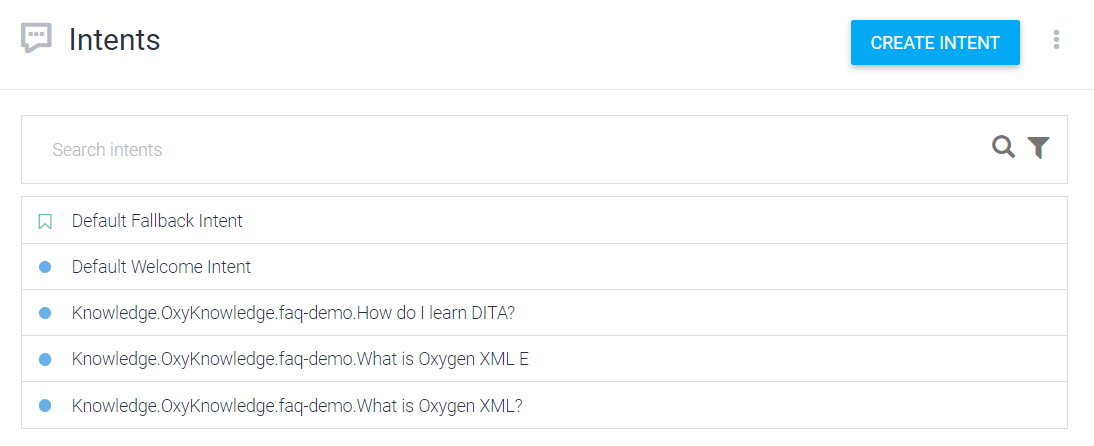 Intents
CREATE INTENT
Search intents
Default Fallback Intent
Default Welcome Intent
Knowledge.OxyKnowledge.faq-demo.How do I learn DITA?
Knowledge.OxyKnowledge.faq-demo.What is Oxygen XML E
Knowledge.OxyKnowledge.faq-demo.What is Oxygen XML?